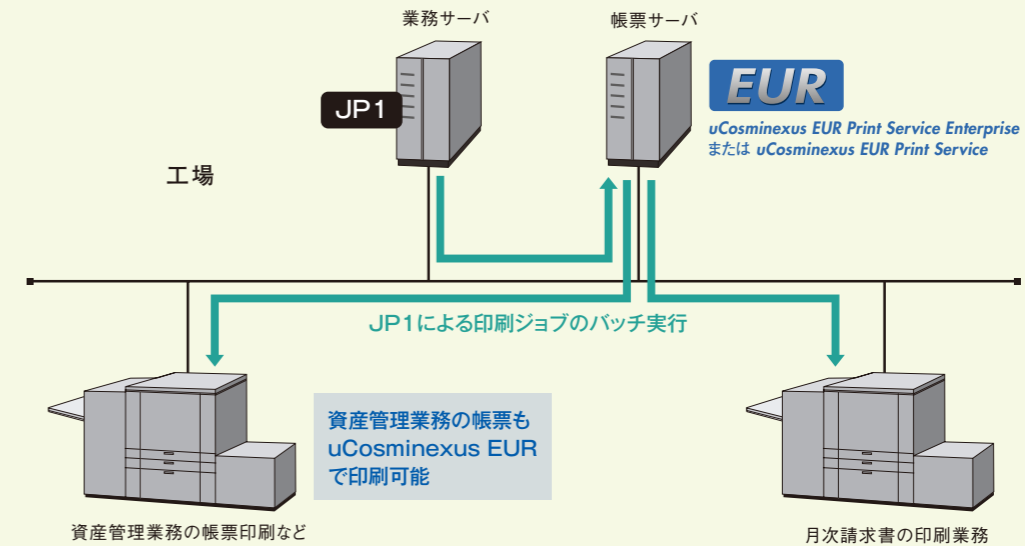 業務サーバ
帳票サーバ
JP1
EUR
uCosminexus EUR Print Service Enterprise
または uCosminexus EUR Print Service
工場
JP1による印刷ジョブのバッチ実行
資産管理業務の帳票も
uCosminexus EUR
で印刷可能
資産管理業務の帳票印刷など
月次請求書の印刷業務